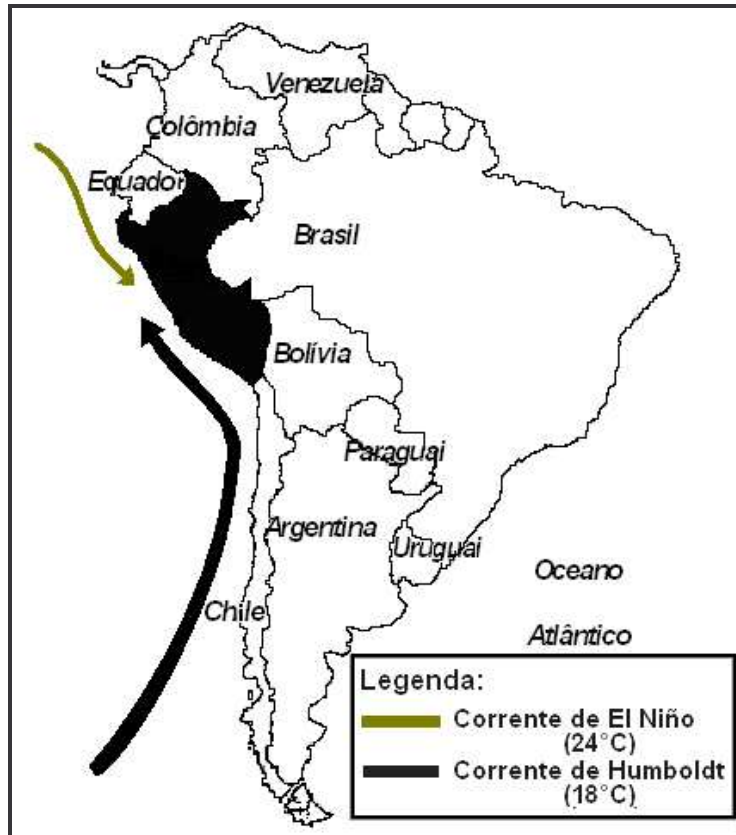 Venezuela
Colômbia
Equador
Brasil
Bolívia
Paraguai
Argentina
Uruguai
Chile
Oceano
Atlântico
Legenda:
Corrente de El Niño
(24°C)
Corrente de Humboldt
(18°C)